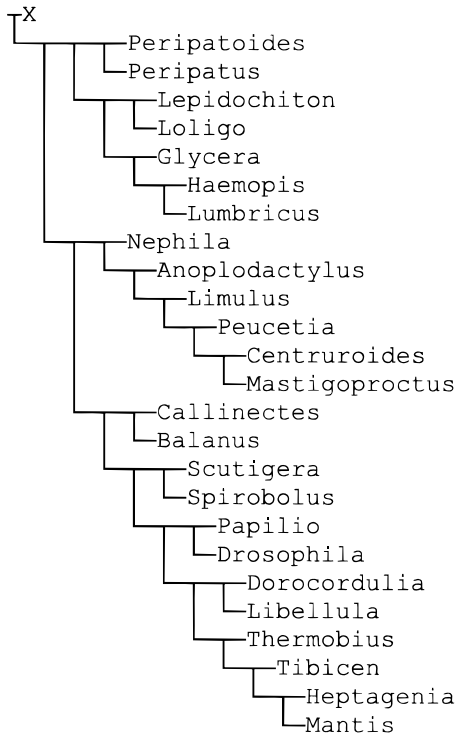 X
Peripatoides
Peripatus
Lepidochiton
Loligo
Glycera
Haemopis
Lumbricus
Nephila
Anoplodactylus
Limulus
Peucetia
Centruroides
Mastigoproctus
Callinectes
Balanus
Scutigera
Spirobolus
Papilio
Drosophila
Dorocordulia
Libellula
Thermobius
Tibicen
Heptagenia
Mantis